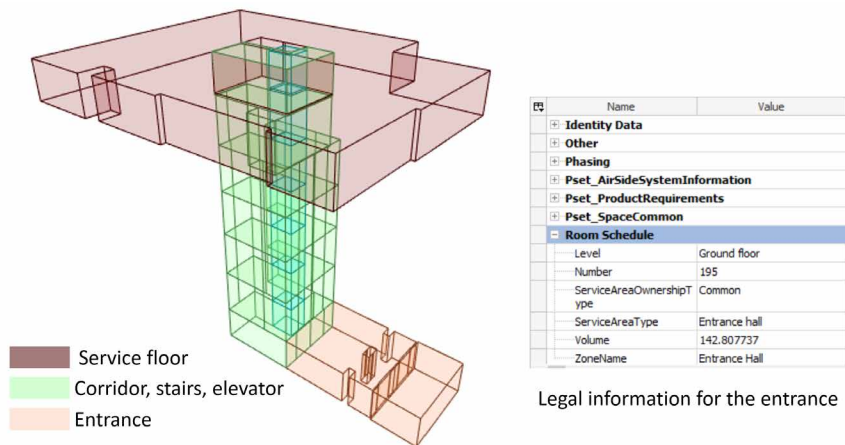 Name Value
Identity Data
Other
Phasing
Pset_AirSideSystemInformation
Pset_ProductRequirements
Pset_SpaceCommon
Room Schedule
Level Ground floor
Number 195
ServiceAreaOwnershipT Common
ype
ServiceAreaType Entrance hall
Volume 142.807737
ZoneName Entrance Hall
Service floor
Corridor, stairs, elevator
Entrance
Legal information for the entrance